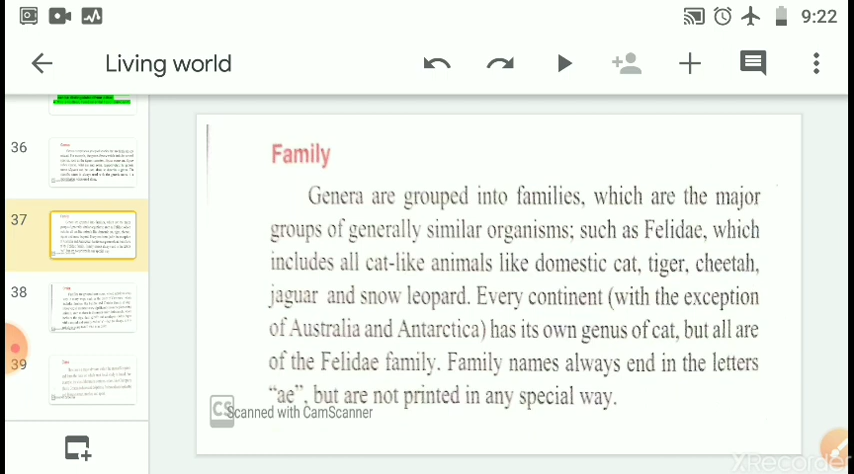 9:22
Living world
36
37
38
39
Family
Genera are grouped into families, which are the major
groups of generally similar organisms; such as Felidae, which
includes all cat-like animals like domestic cat, tiger, cheetah,
jaguar and snow leopard. Every continent (with the exception
of Australia and Antarctica) has its own genus of cat, but all are
of the Felidae family. Family names always end in the letters
“ae”, but are not printed in any special way.
CS Scanned with CamScanner
XRecorder